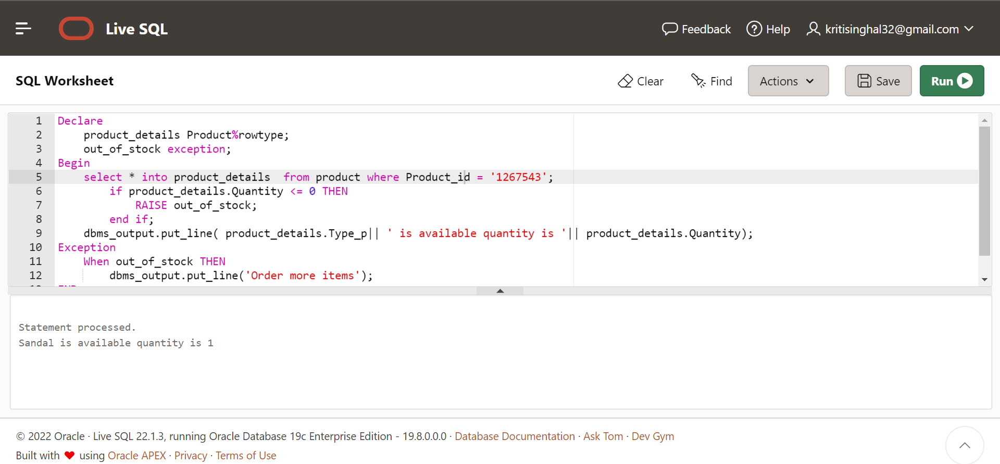 Live SQL
Feedback
Help
kritisinghal32@gmail.com
SQL Worksheet
Clear
Find
Actions
Save
Run
1 Declare
2     product_details Product%rowtype;
3     out_of_stock exception;
4 Begin
5     select * into product_details  from product where Product_id = '1267543';
6         if product_details.Quantity <= 0 THEN
7             RAISE out_of_stock;
8         end if;
9     dbms_output.put_line( product_details.Type_p|| ' is available quantity is '|| product_details.Quantity);
10 Exception
11     When out_of_stock THEN
12         dbms_output.put_line('Order more items');
Statement processed.
Sandal is available quantity is 1
© 2022 Oracle · Live SQL 22.1.3, running Oracle Database 19c Enterprise Edition - 19.8.0.0.0 · Database Documentation · Ask Tom · Dev Gym
Built with ♥ using Oracle APEX · Privacy · Terms of Use